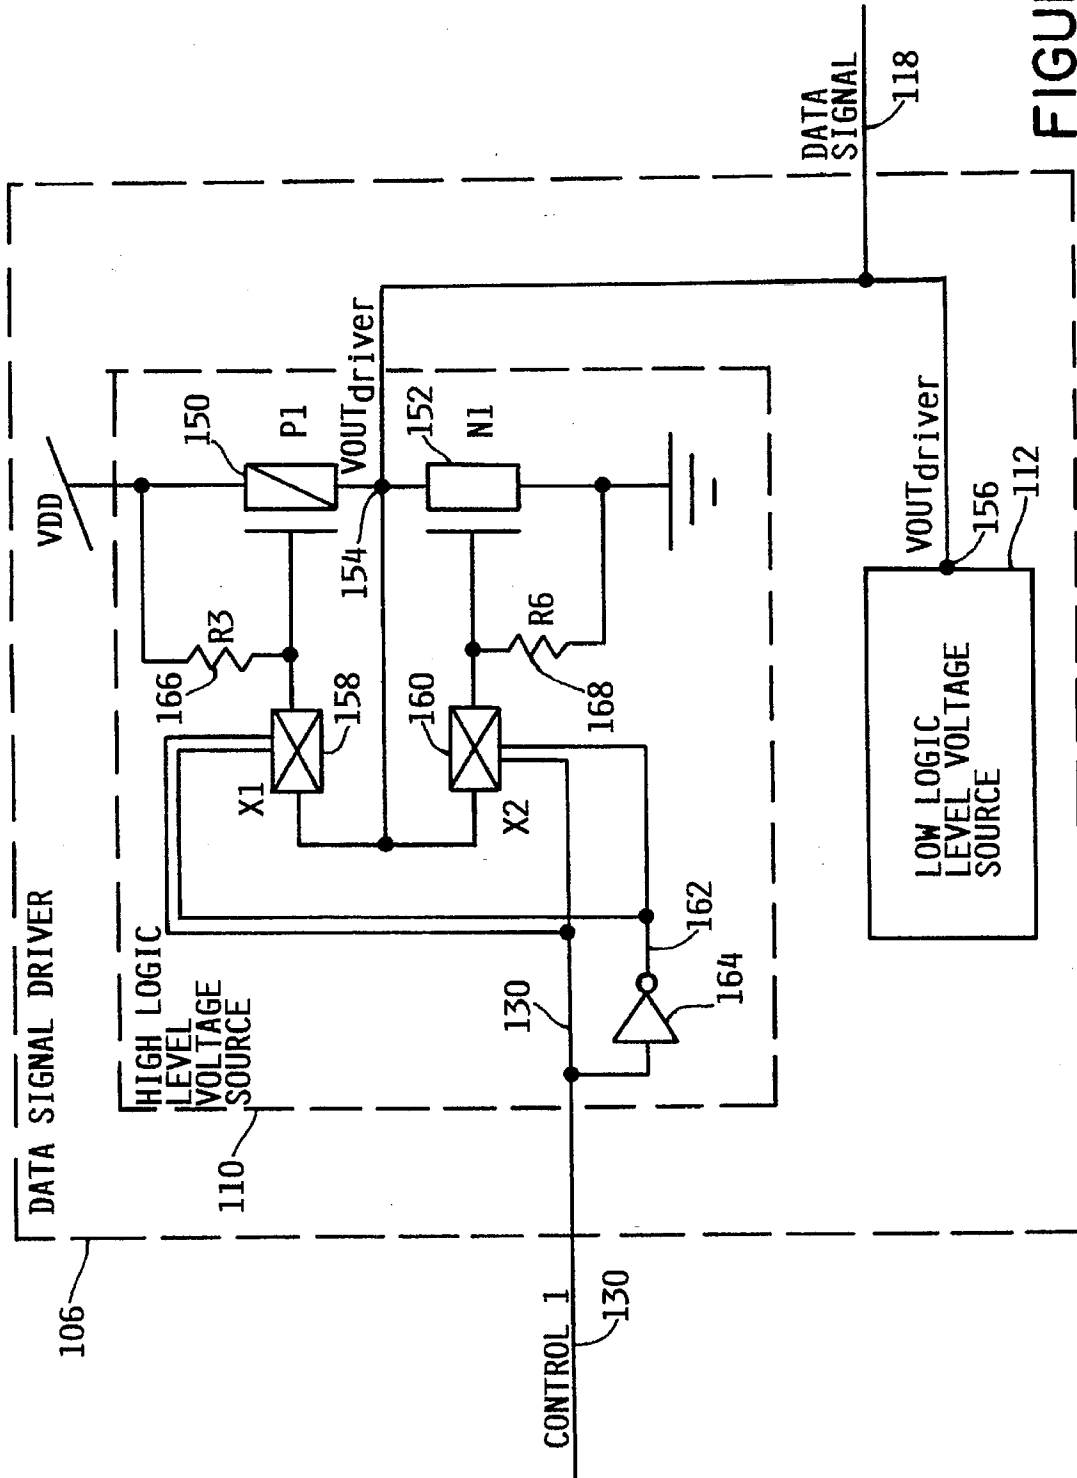 DATA SIGNAL DRIVER
106
HIGH LOGIC
LEVEL
VOLTAGE
SOURCE
110
VDD
150
P1
R3
166
X1
158
154
VOUTdriver
152
N1
160
X2
R6
168
130
162
164
CONTROL 1
130
DATA
SIGNAL
118
VOUTdriver
156
112
LOW LOGIC
LEVEL VOLTAGE
SOURCE